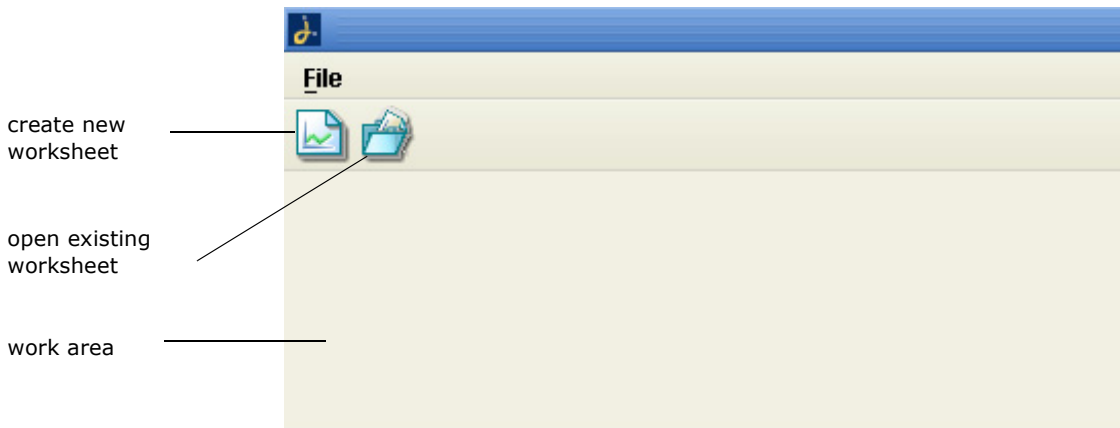 File
create new
worksheet
open existing
worksheet
work area